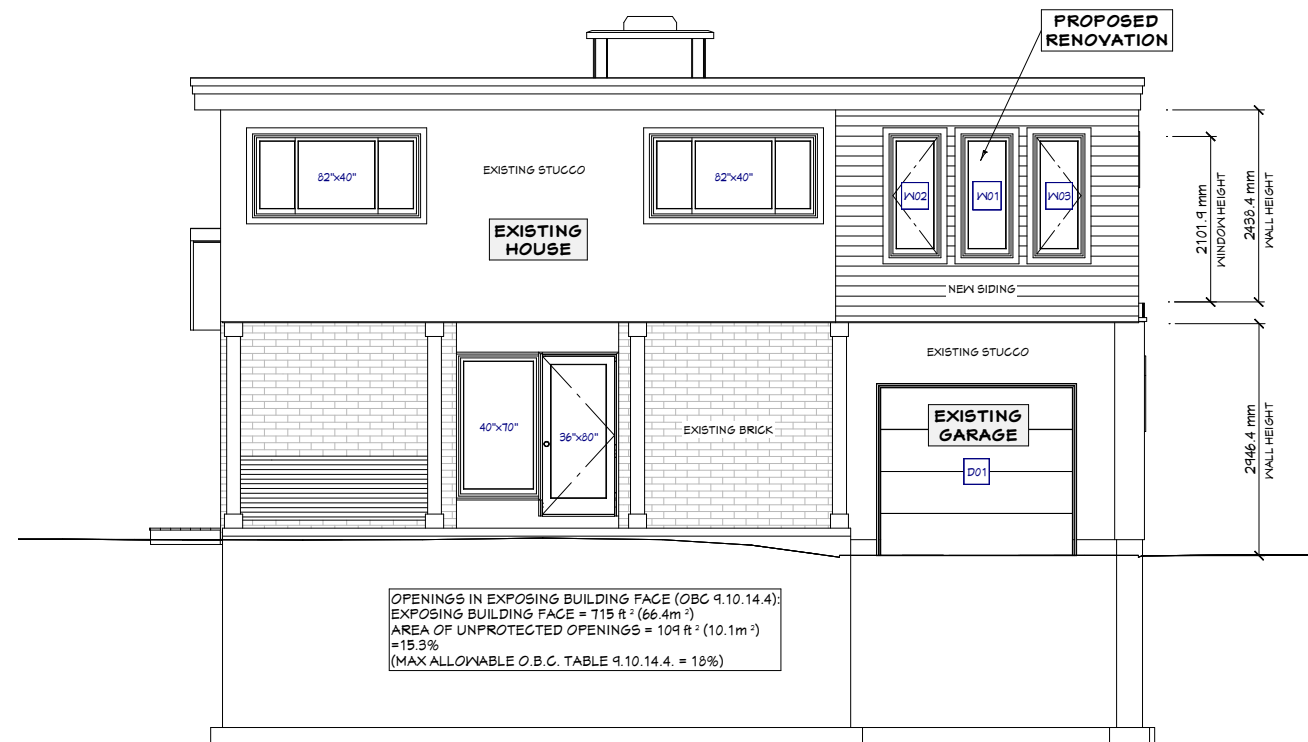 PROPOSED
RENOVATION
EXISTING STUCCO
82"x40"
82"x40"
W02
W01
W03
EXISTING
HOUSE
NEW SIDING
2101.9 mm
WINDOW HEIGHT
2438.4 mm
WALL HEIGHT
EXISTING STUCCO
40"x70"
36"x80"
EXISTING BRICK
EXISTING
GARAGE
D01
2946.4 mm
WALL HEIGHT
OPENINGS IN EXPOSING BUILDING FACE (OBC 9.10.14.4):
EXPOSING BUILDING FACE = 715 ft² (66.4m²)
AREA OF UNPROTECTED OPENINGS = 109 ft² (10.1m²)
=15.3%
(MAX ALLOWABLE O.B.C. TABLE 9.10.14.4. = 18%)